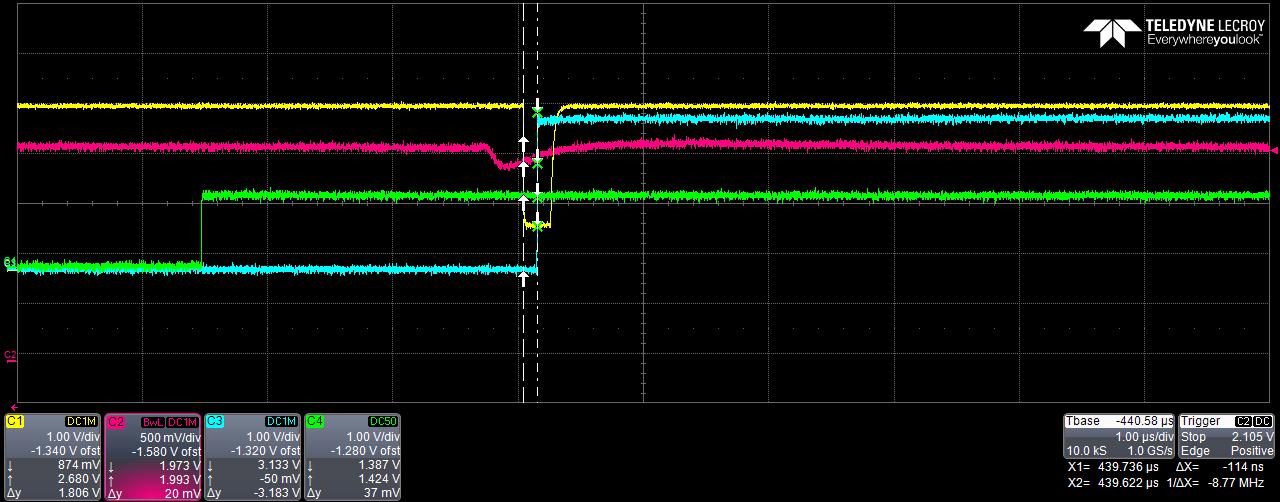 TELEDYNE LECROY
Everywhereyoulook™
C2
C1 DC1M
1.00 V/div
-1.340 V ofst
↓ 874 mV
↑ 2.680 V
Δy 1.806 V
C2 BwL DC1M
500 mV/div
-1.580 V ofst
↓ 1.973 V
↑ 1.993 V
Δy 20 mV
C3 DC1M
1.00 V/div
-1.320 V ofst
↓ 3.133 V
↑ -50 mV
Δy -3.183 V
C4 DC50
1.00 V/div
-1.280 V ofst
↓ 1.387 V
↑ 1.424 V
Δy 37 mV
Tbase -440.58 µs
1.00 µs/div
10.0 kS 1.0 GS/s
Trigger C2 DC
Stop 2.105 V
Edge Positive
X1= 439.736 µs ΔX= -114 ns
X2= 439.622 µs 1/ΔX= -8.77 MHz